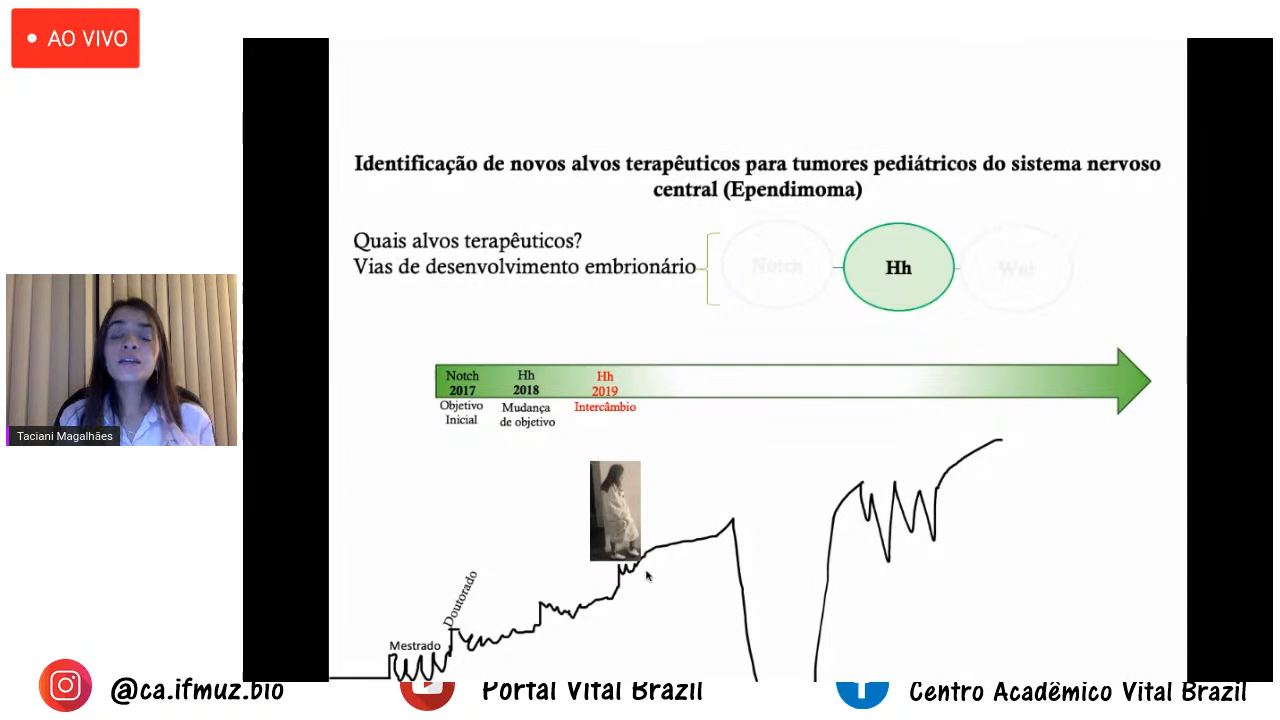 AO VIVO
Identificação de novos alvos terapêuticos para tumores pediátricos do sistema nervoso
central (Ependimoma)
Quais alvos terapêuticos?
Vias de desenvolvimento embrionário
Notch
Hh
Wnt
Notch
2017
Objetivo
Inicial
Hh
2018
Mudança
de objetivo
Hh
2019
Intercâmbio
Mestrado
Doutorado
Taciani Magalhães
@ca.ifmuz.bio
Portal Vital Brazil
Centro Acadêmico Vital Brazil